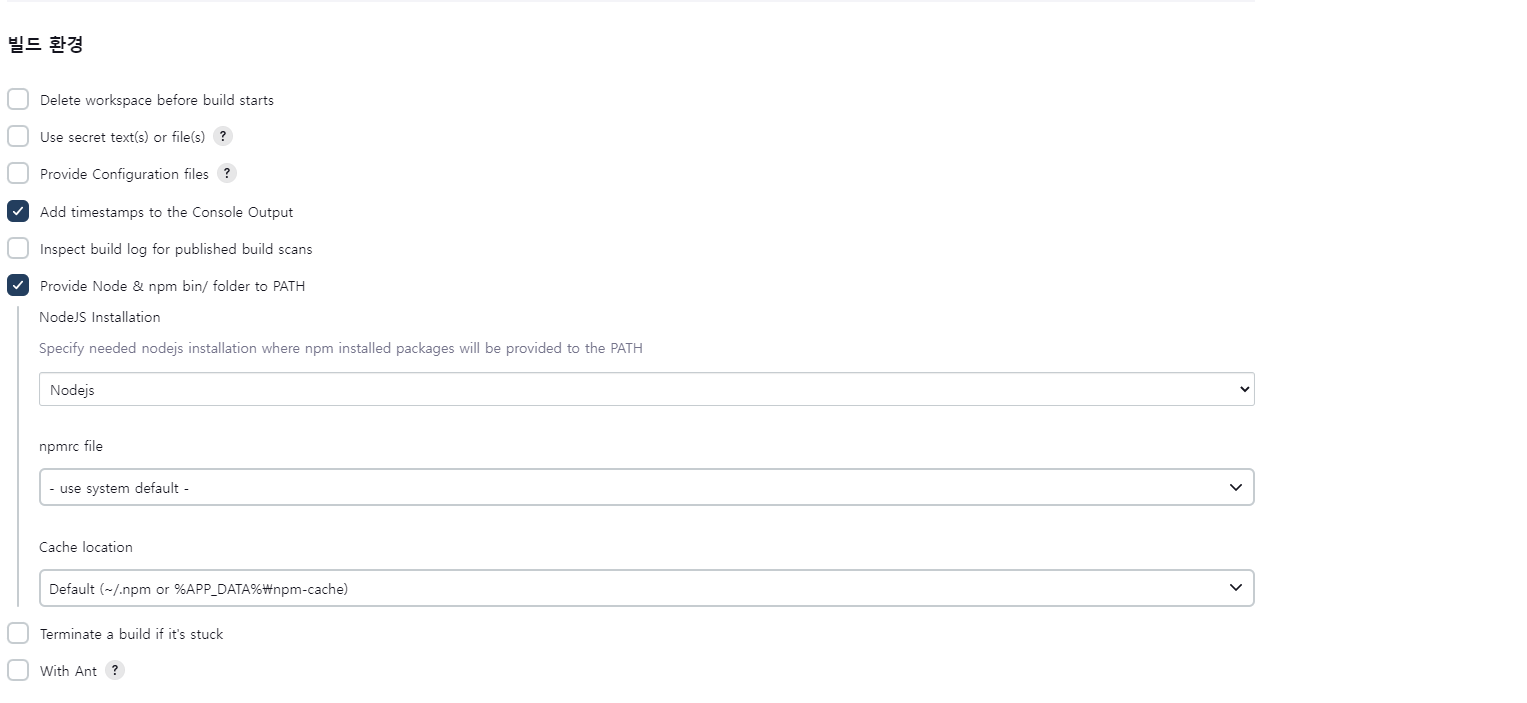 빌드 환경
Delete workspace before build starts
Use secret text(s) or file(s) ?
Provide Configuration files ?
Add timestamps to the Console Output
Inspect build log for published build scans
Provide Node & npm bin/ folder to PATH
NodeJS Installation
Specify needed nodejs installation where npm installed packages will be provided to the PATH
Nodejs
npmrc file
- use system default -
Cache location
Default (~/.npm or %APP_DATA%₩npm-cache)
Terminate a build if it's stuck
With Ant ?